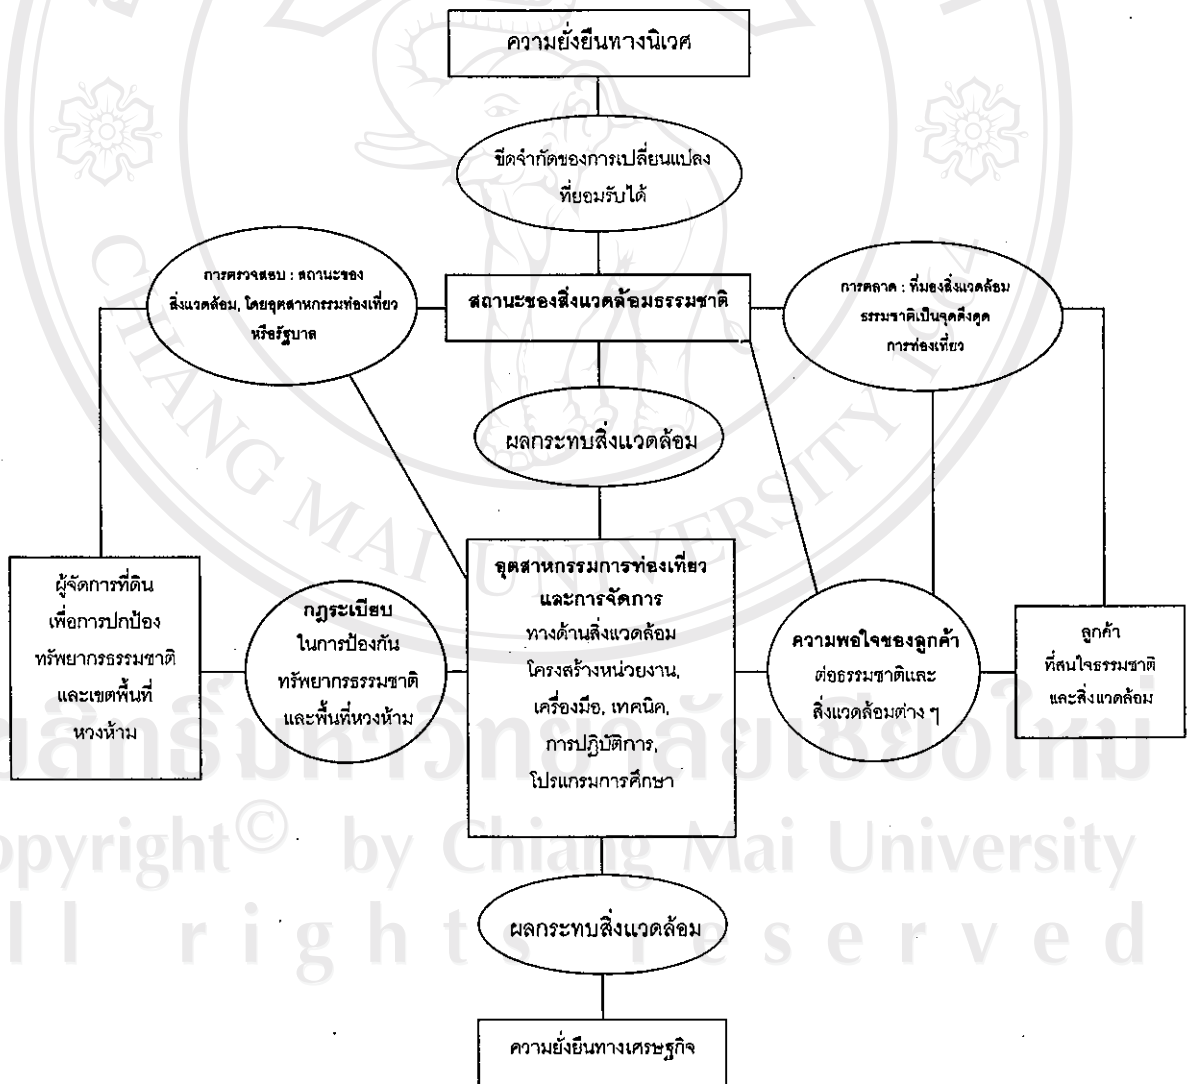 ความยั่งยืนทางนิเวศ
ขีดจำกัดของการเปลี่ยนแปลง
ที่ยอมรับได้
การตรวจสอบ : สถานะของ
สิ่งแวดล้อม, โดยอุตสาหกรรมท่องเที่ยว
หรือรัฐบาล
สถานะของสิ่งแวดล้อมธรรมชาติ
การตลาด : ที่มองสิ่งแวดล้อม
ธรรมชาติเป็นจุดดึงดูด
การท่องเที่ยว
ผลกระทบสิ่งแวดล้อม
ผู้จัดการที่ดิน
เพื่อการปกป้อง
ทรัพยากรธรรมชาติ
และเขตพื้นที่
หวงห้าม
กฎระเบียบ
ในการป้องกัน
ทรัพยากรธรรมชาติ
และพื้นที่หวงห้าม
อุตสาหกรรมการท่องเที่ยว
และการจัดการ
ทางด้านสิ่งแวดล้อม
โครงสร้างหน่วยงาน,
เครื่องมือ, เทคนิค,
การปฏิบัติการ,
โปรแกรมการศึกษา
ความพอใจของลูกค้า
ต่อธรรมชาติและ
สิ่งแวดล้อมต่าง ๆ
ลูกค้า
ที่สนใจธรรมชาติ
และสิ่งแวดล้อม
ผลกระทบสิ่งแวดล้อม
ความยั่งยืนทางเศรษฐกิจ
CHIANG MAI UNIVERSITY
มหาวิทยาลัยเชียงใหม่
opyright© by Chiang Mai University
ll rights reserved